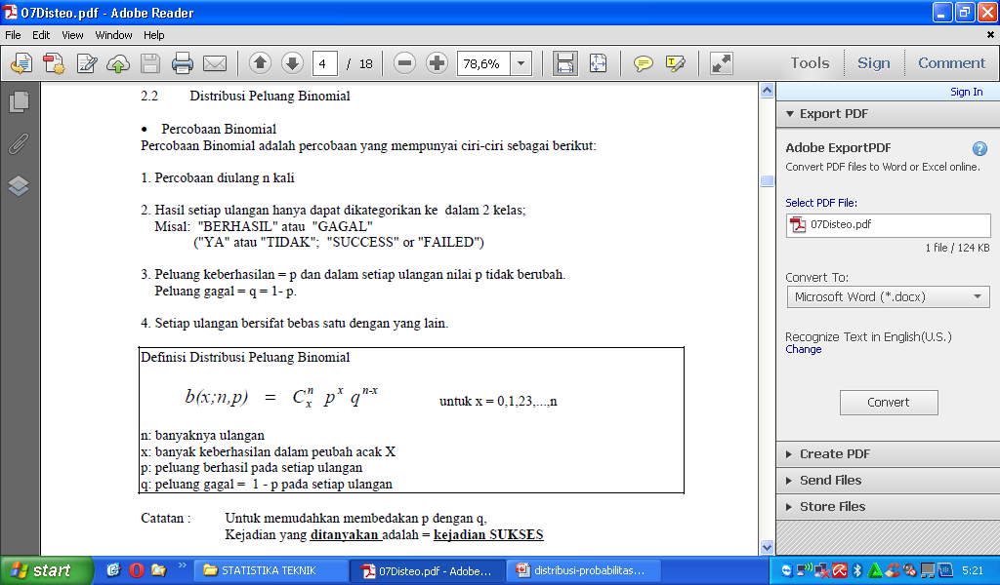 07Disteo.pdf - Adobe Reader
File Edit View Window Help
4 / 18 78,6% Tools Sign Comment
Sign In
2.2 Distribusi Peluang Binomial
• Percobaan Binomial
Percobaan Binomial adalah percobaan yang mempunyai ciri-ciri sebagai berikut:
1. Percobaan diulang n kali
2. Hasil setiap ulangan hanya dapat dikategorikan ke dalam 2 kelas;
Misal: "BERHASIL" atau "GAGAL"
("YA" atau "TIDAK"; "SUCCESS" or "FAILED")
3. Peluang keberhasilan = p dan dalam setiap ulangan nilai p tidak berubah.
Peluang gagal = q = 1- p.
4. Setiap ulangan bersifat bebas satu dengan yang lain.
Definisi Distribusi Peluang Binomial
b(x;n,p) = C^n_x p^x q^{n-x} untuk x = 0,1,23,...,n
n: banyaknya ulangan
x: banyak keberhasilan dalam peubah acak X
p: peluang berhasil pada setiap ulangan
q: peluang gagal = 1 - p pada setiap ulangan
Catatan : Untuk memudahkan membedakan p dengan q,
Kejadian yang ditanyakan adalah = kejadian SUKSES
Export PDF
Adobe ExportPDF
Convert PDF files to Word or Excel online.
Select PDF File:
07Disteo.pdf
1 file / 124 KB
Convert To:
Microsoft Word (*.docx)
Recognize Text in English(U.S.)
Change
Convert
Create PDF
Send Files
Store Files
start STATISTIKA TEKNIK 07Disteo.pdf - Adobe... distribusi-probabilitas... 5:21